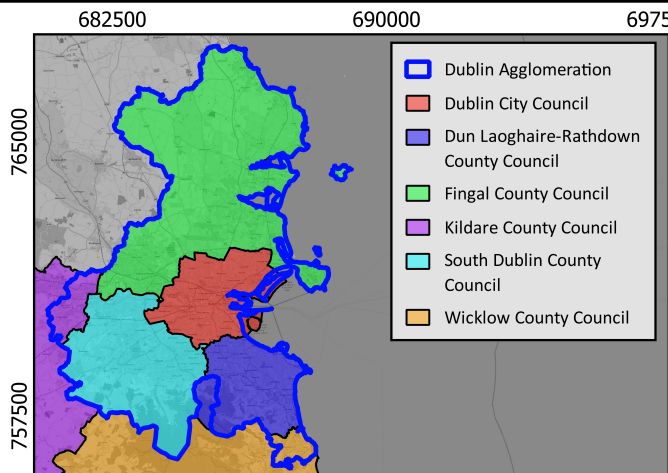 682500
690000
6975
765000
757500
Dublin Agglomeration
Dublin City Council
Dun Laoghaire-Rathdown
County Council
Fingal County Council
Kildare County Council
South Dublin County
Council
Wicklow County Council